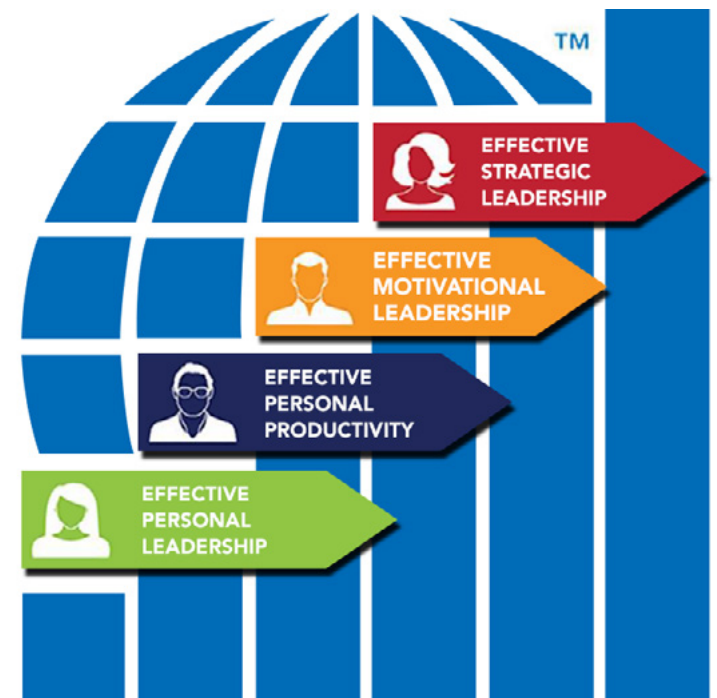 TM
EFFECTIVE
STRATEGIC
LEADERSHIP
EFFECTIVE
MOTIVATIONAL
LEADERSHIP
EFFECTIVE
PERSONAL
PRODUCTIVITY
EFFECTIVE
PERSONAL
LEADERSHIP